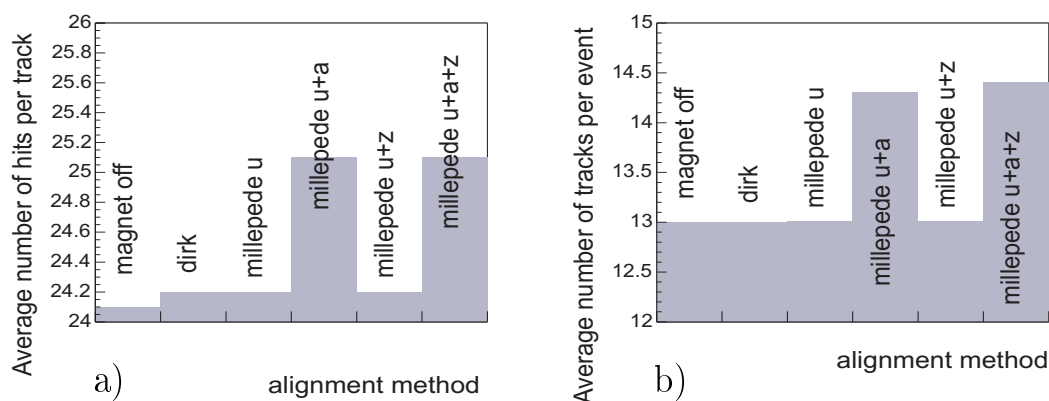 Average number of hits per track
26
25.8
25.6
25.4
25.2
25
24.8
24.6
24.4
24.2
24
magnet off
dirk
millepede u
millepede u+a
millepede u+z
millepede u+a+z
a)
alignment method
Average number of tracks per event
15
14.5
14
13.5
13
12.5
12
magnet off
dirk
millepede u
millepede u+a
millepede u+z
millepede u+a+z
b)
alignment method